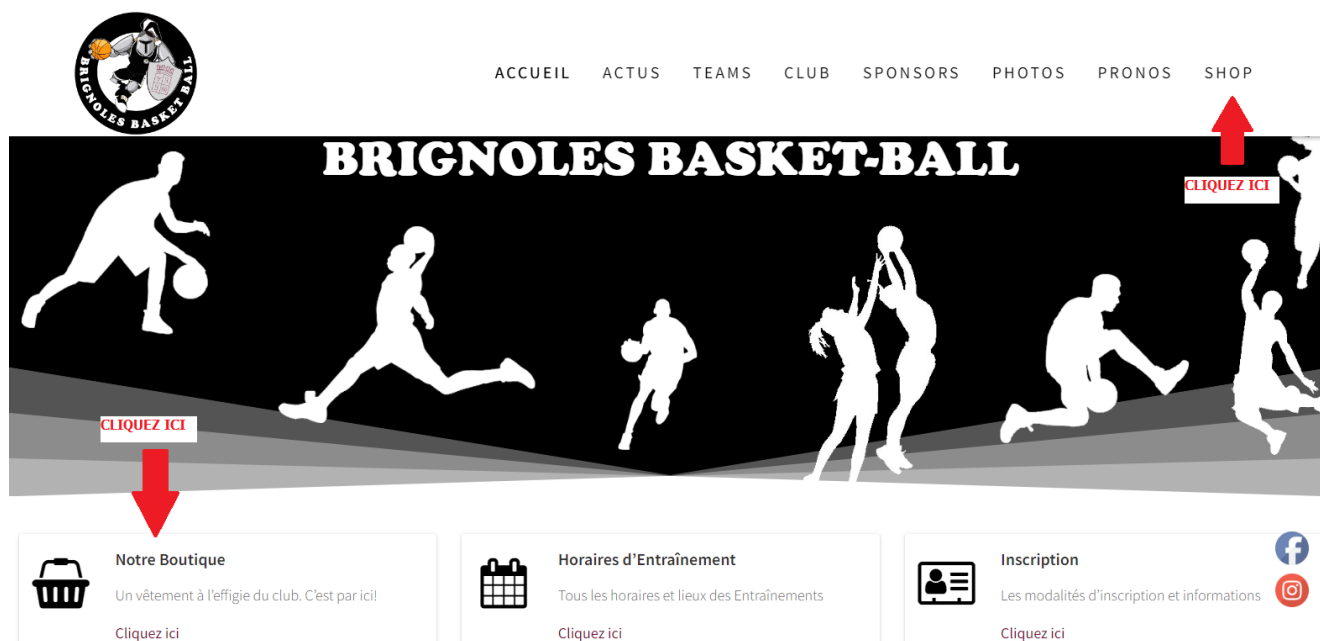 BRIGNOLES BASKET BALL
ACCUEIL ACTUS TEAMS CLUB SPONSORS PHOTOS PRONOS SHOP
BRIGNOLES BASKET-BALL
CLIQUEZ ICI
CLIQUEZ ICI
Notre Boutique
Un vêtement à l’effigie du club. C’est par ici!
Cliquez ici
Horaires d’Entraînement
Tous les horaires et lieux des Entraînements
Cliquez ici
Inscription
Les modalités d’inscription et informations
Cliquez ici